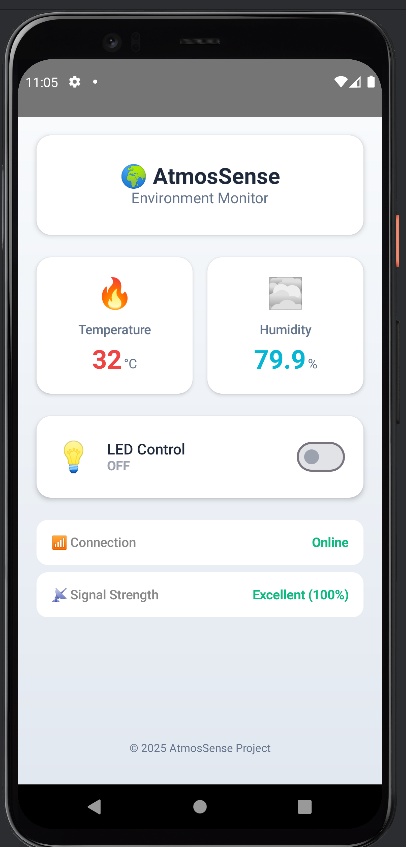 11:05
🌍 AtmosSense
Environment Monitor
Temperature
Humidity
32 °C
79.9 %
LED Control
OFF
Connection
Online
Signal Strength
Excellent (100%)
© 2025 AtmosSense Project